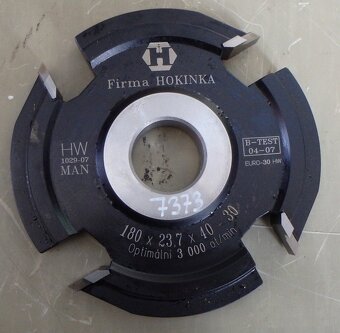 H
Firma HOKINKA
HW
1029-07
MAN
B-TEST
04-07
EURO-30 HW
7373
180 x 23,7 x 40 30
Optimální 3 000 ot/min